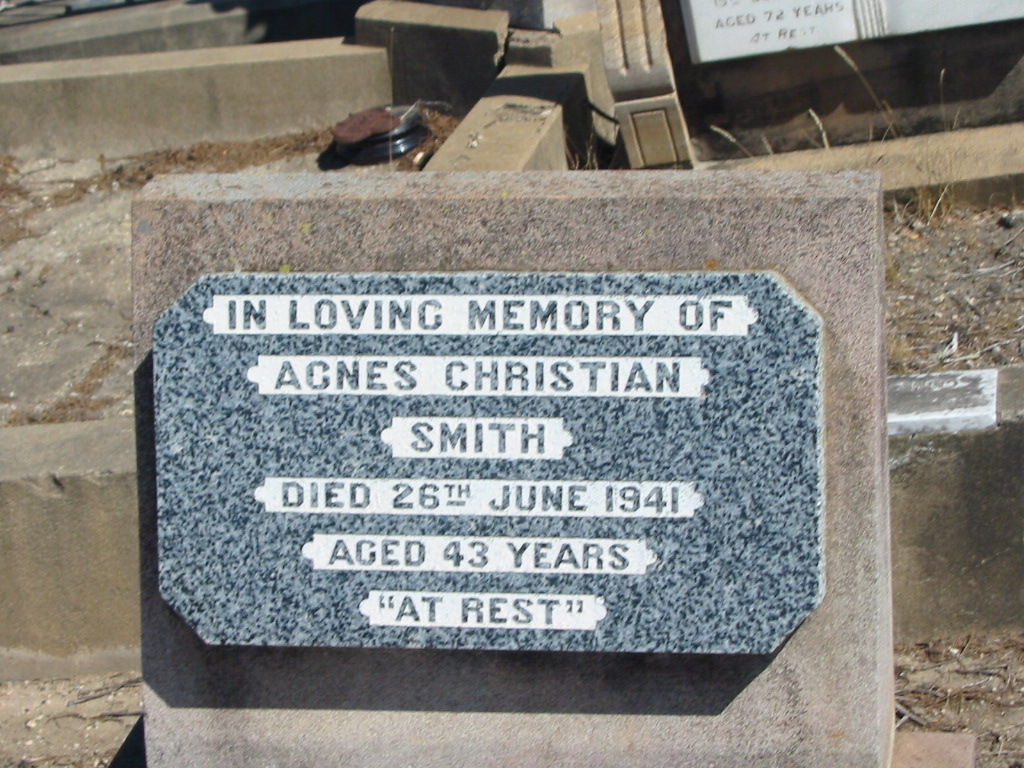 AGED 72 YEARS
AT REST
IN LOVING MEMORY OF
AGNES CHRISTIAN
SMITH
DIED 26TH JUNE 1941
AGED 43 YEARS
"AT REST"